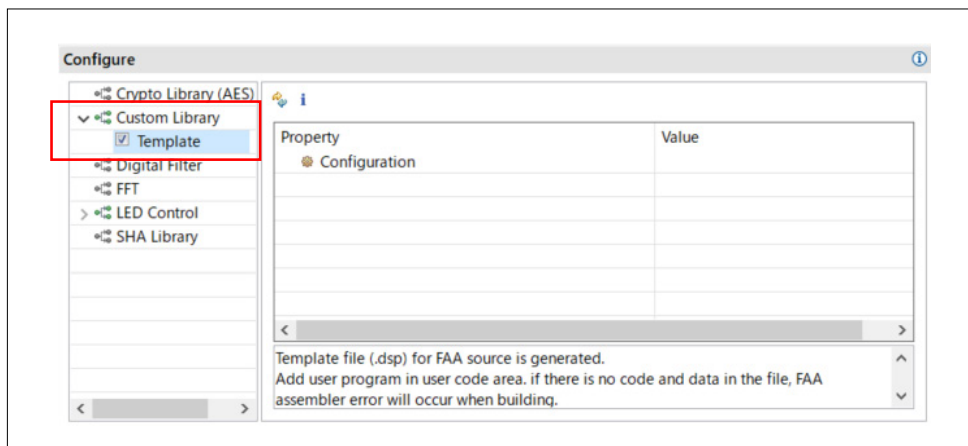 Configure
Crypto Library (AES)
Custom Library
Template
Digital Filter
FFT
LED Control
SHA Library
Property Value
Configuration
Template file (.dsp) for FAA source is generated.
Add user program in user code area. if there is no code and data in the file, FAA
assembler error will occur when building.